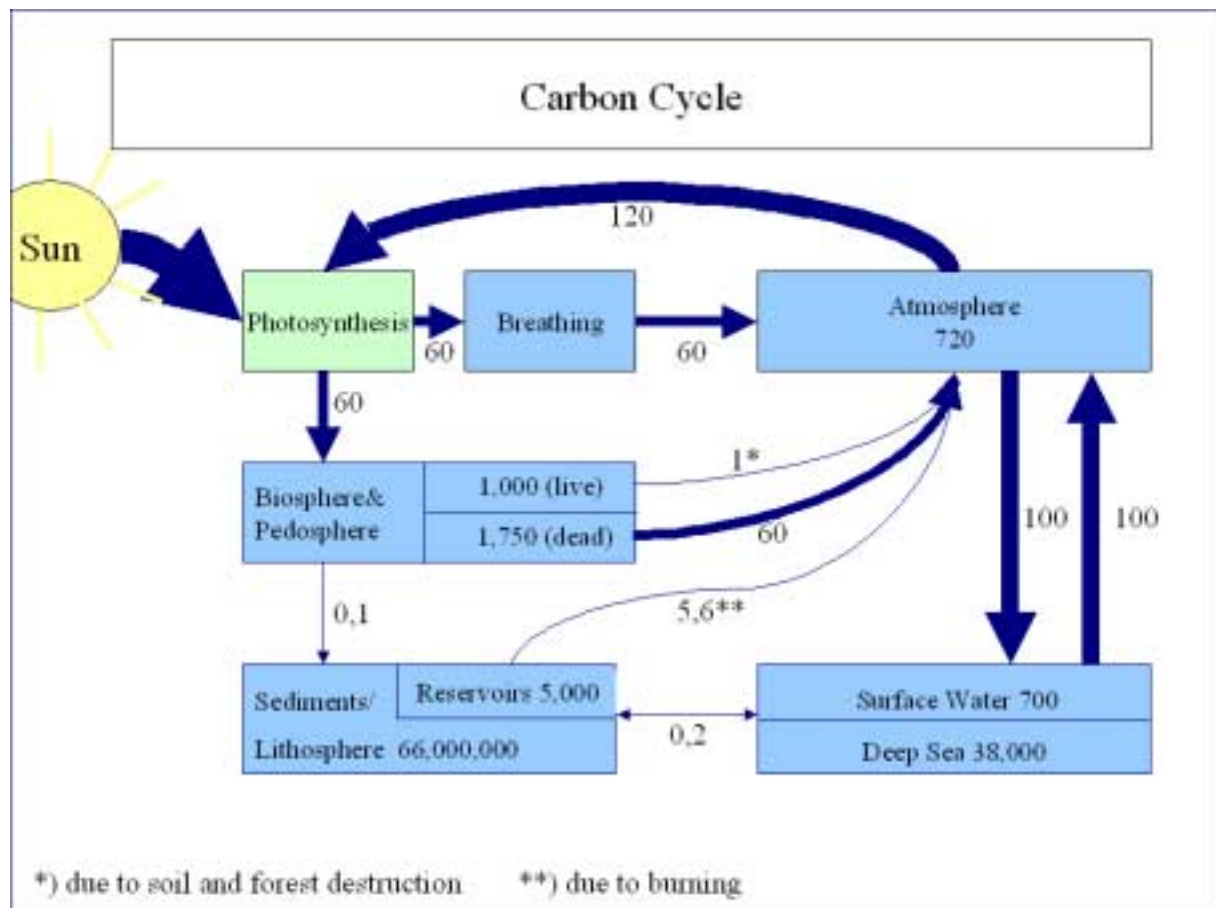 Carbon Cycle
Sun
120
Photosynthesis
60
Breathing
60
Atmosphere
720
60
Biosphere&
Pedosphere
1,000 (live)
1,750 (dead)
1*
60
100
100
0,1
5,6**
Sediments/
Lithosphere 66,000,000
Reservoirs 5,000
0,2
Surface Water 700
Deep Sea 38,000
*) due to soil and forest destruction
**) due to burning